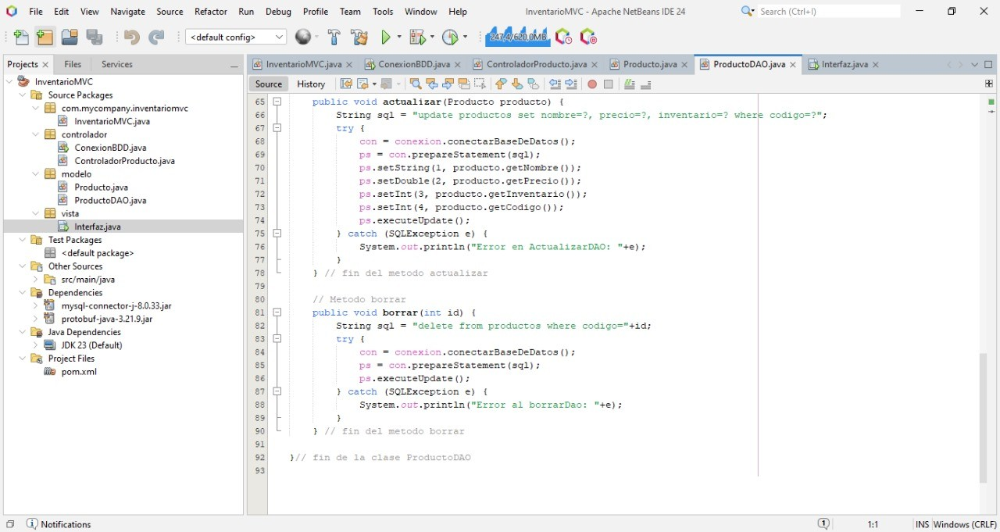 File Edit View Navigate Source Refactor Run Debug Profile Team Tools Window Help InventarioMVC - Apache NetBeans IDE 24 Search (Ctrl+I)
<default config> 247,4/620,0MB
Projects Files Services
InventarioMVC
Source Packages
com.mycompany.inventariomvc
InventarioMVC.java
controlador
ConexionBDD.java
ControladorProducto.java
modelo
Producto.java
ProductoDAO.java
vista
Interfaz.java
Test Packages
<default package>
Other Sources
src/main/java
Dependencies
mysql-connector-j-8.0.33.jar
protobuf-java-3.21.9.jar
Java Dependencies
JDK 23 (Default)
Project Files
pom.xml
InventarioMVC.java ConexionBDD.java ControladorProducto.java Producto.java ProductoDAO.java Interfaz.java
Source History
65 public void actualizar(Producto producto) {
66 String sql = "update productos set nombre=?, precio=?, inventario=? where codigo=?";
67 try {
68 con = conexion.conectarBaseDeDatos();
69 ps = con.prepareStatement(sql);
70 ps.setString(1, producto.getNombre());
71 ps.setDouble(2, producto.getPrecio());
72 ps.setInt(3, producto.getInventario());
73 ps.setInt(4, producto.getCodigo());
74 ps.executeUpdate();
75 } catch (SQLException e) {
76 System.out.println("Error en ActualizarDAO: "+e);
77 }
78 } // fin del metodo actualizar
79
80 // Metodo borrar
81 public void borrar(int id) {
82 String sql = "delete from productos where codigo="+id;
83 try {
84 con = conexion.conectarBaseDeDatos();
85 ps = con.prepareStatement(sql);
86 ps.executeUpdate();
87 } catch (SQLException e) {
88 System.out.println("Error al borrarDao: "+e);
89 }
90 } // fin del metodo borrar
91
92 }// fin de la clase ProductoDAO
93
Notifications 1 1:1 INS Windows (CRLF)